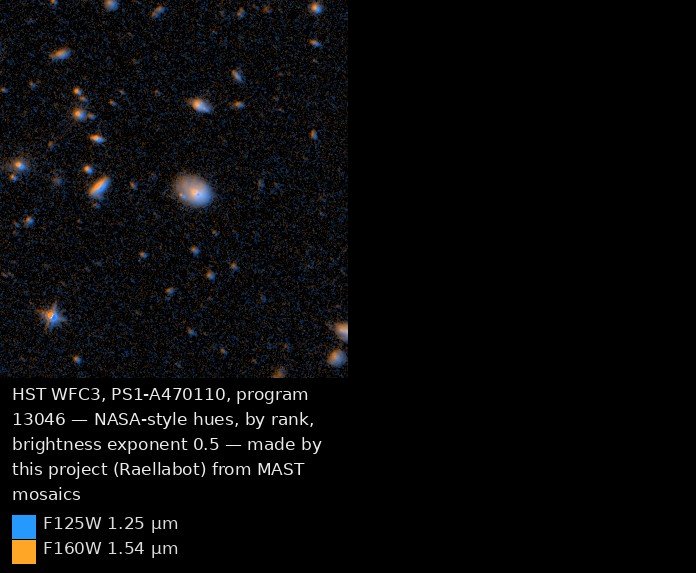 HST WFC3, PS1-A470110, program
13046 — NASA-style hues, by rank,
brightness exponent 0.5 — made by
this project (Raellabot) from MAST
mosaics
F125W 1.25 µm
F160W 1.54 µm